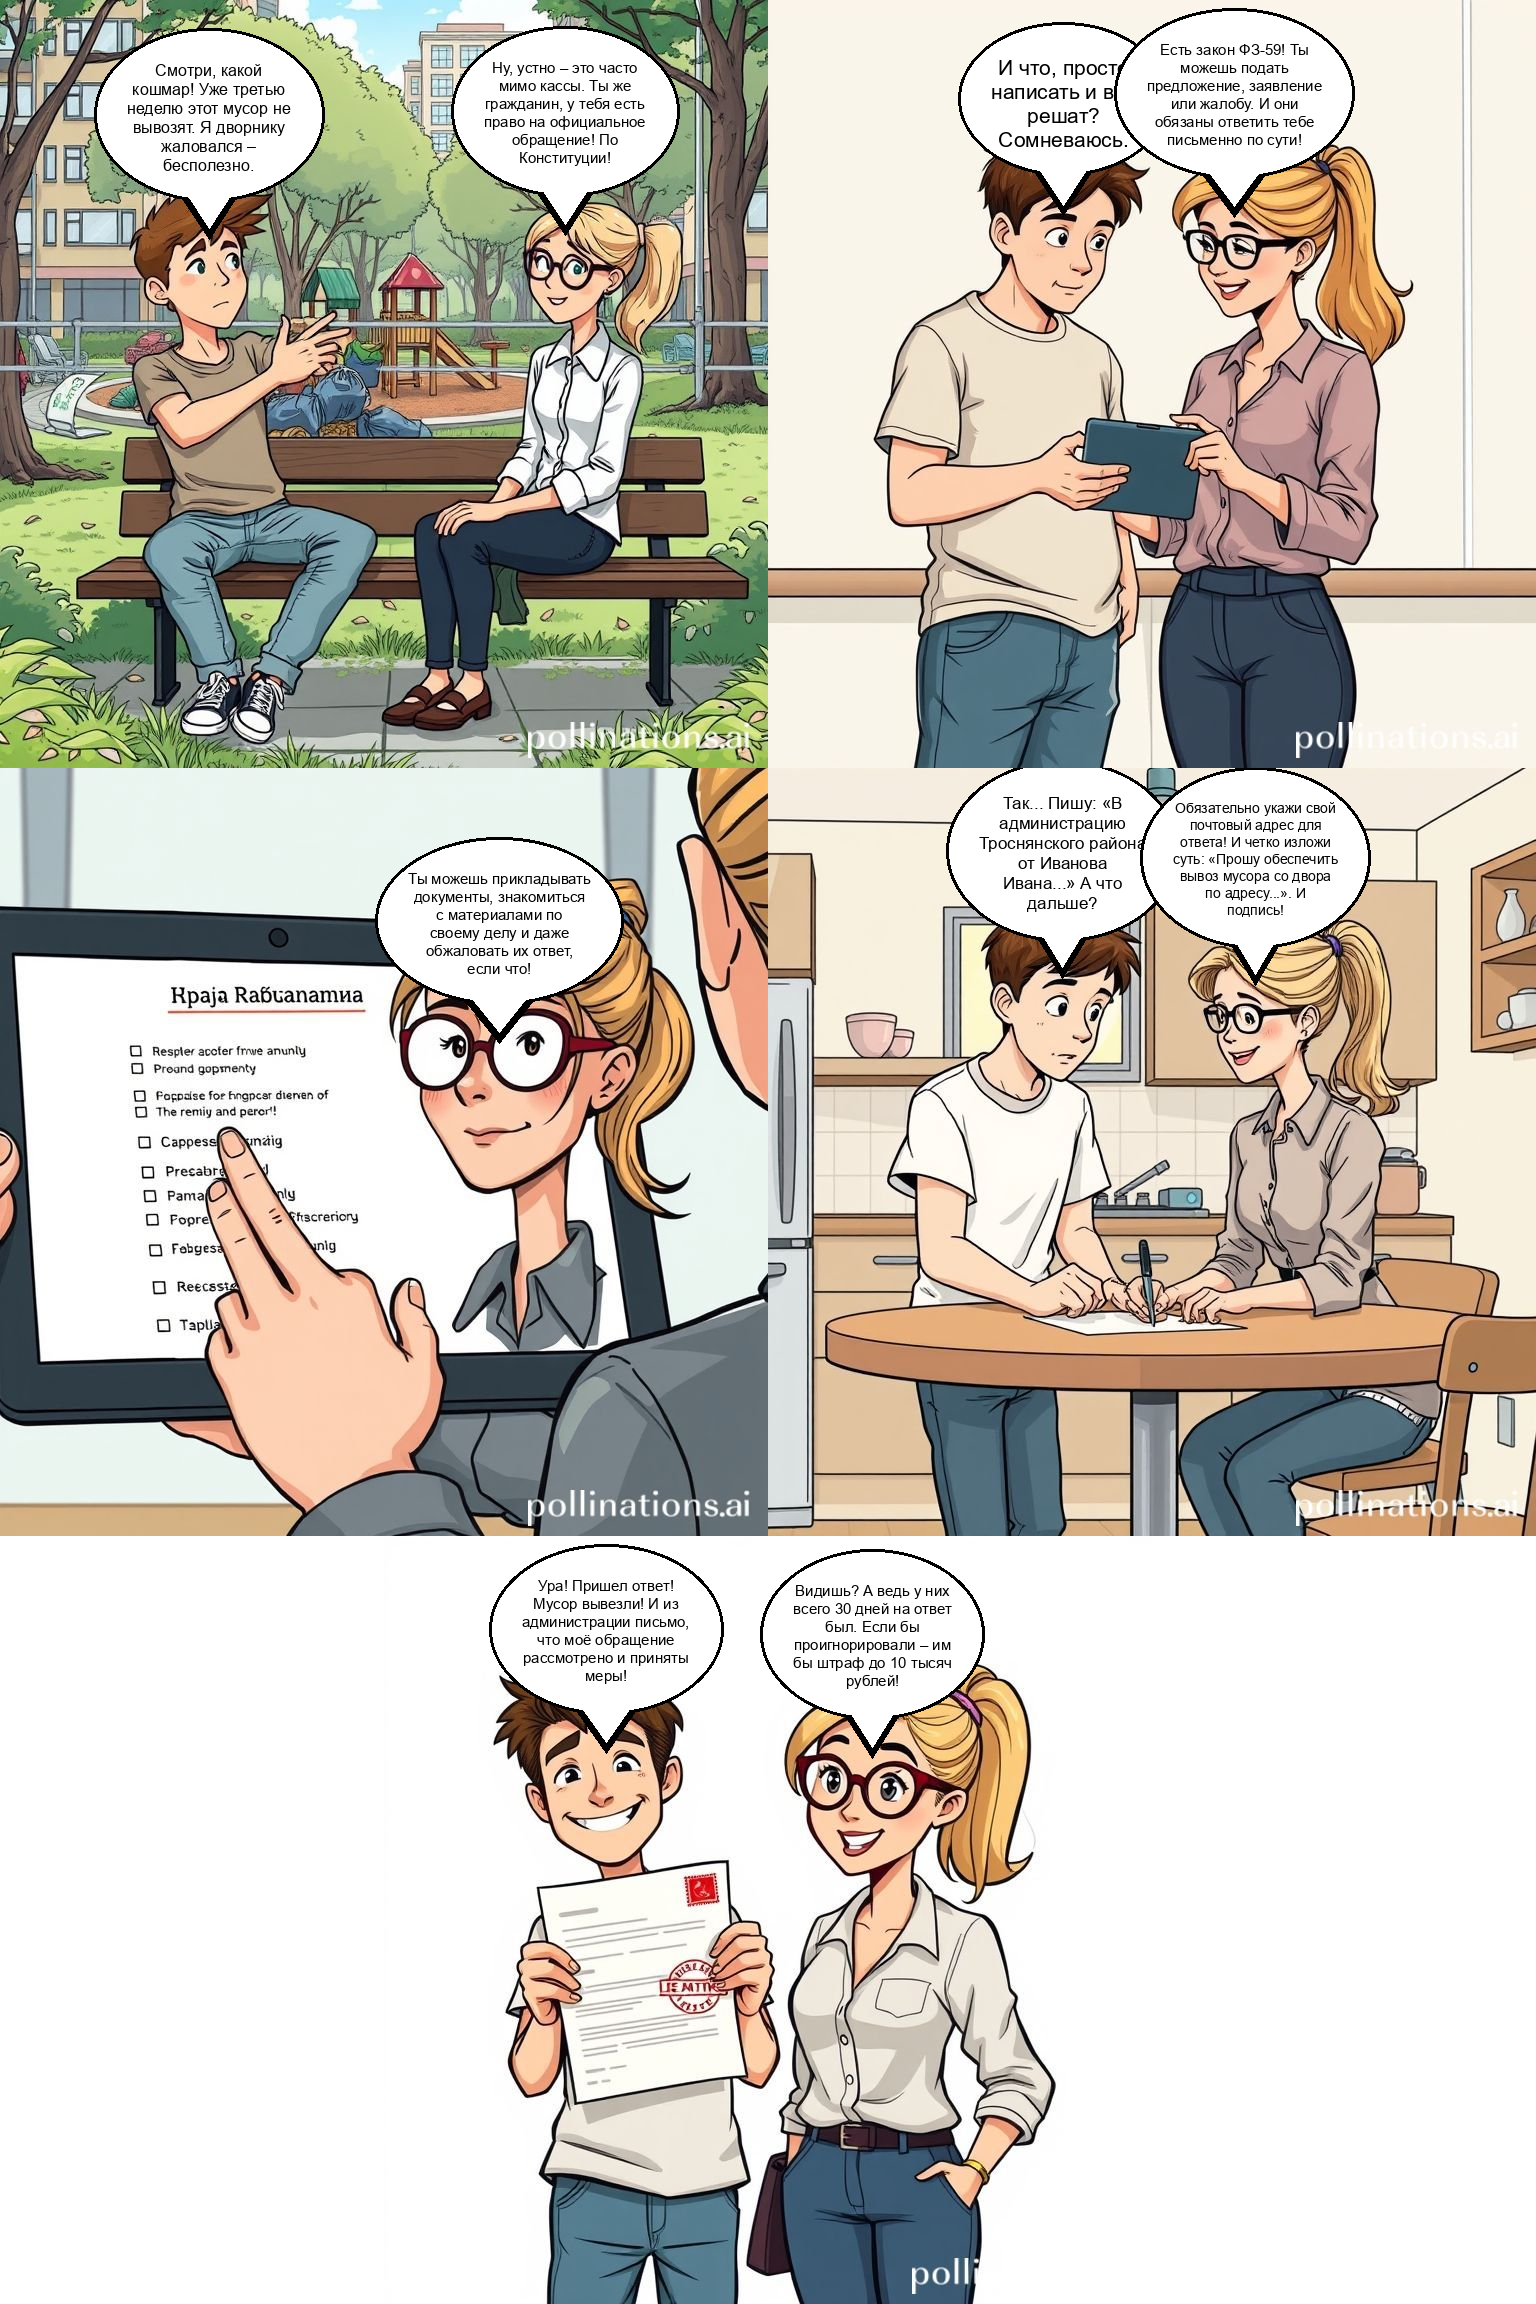 Смотри, какой
кошмар! Уже третью
неделю этот мусор не
вывозят. Я дворнику
жаловался –
бесполезно.
Ну, устно – это часто
мимо кассы. Ты же
гражданин, у тебя есть
право на официальное
обращение! По
Конституции!
pollinations.ai
И что, прост
написать и в
решат?
Сомневаюсь.
Есть закон ФЗ-59! Ты
можешь подать
предложение, заявление
или жалобу. И они
обязаны ответить тебе
письменно по сути!
pollinations.ai
Ты можешь прикладывать
документы, знакомиться
с материалами по
своему делу и даже
обжаловать их ответ,
если что!
pollinations.ai
Так... Пишу: «В
администрацию
Троснянского района
от Иванова
Ивана...» А что
дальше?
Обязательно укажи свой
почтовый адрес для
ответа! И четко изложи
суть: «Прошу обеспечить
вывоз мусора со двора
по адресу...». И
подпись!
pollinations.ai
Ура! Пришел ответ!
Мусор вывезли! И из
администрации письмо,
что моё обращение
рассмотрено и приняты
меры!
Видишь? А ведь у них
всего 30 дней на ответ
был. Если бы
проигнорировали – им
бы штраф до 10 тысяч
рублей!
polli